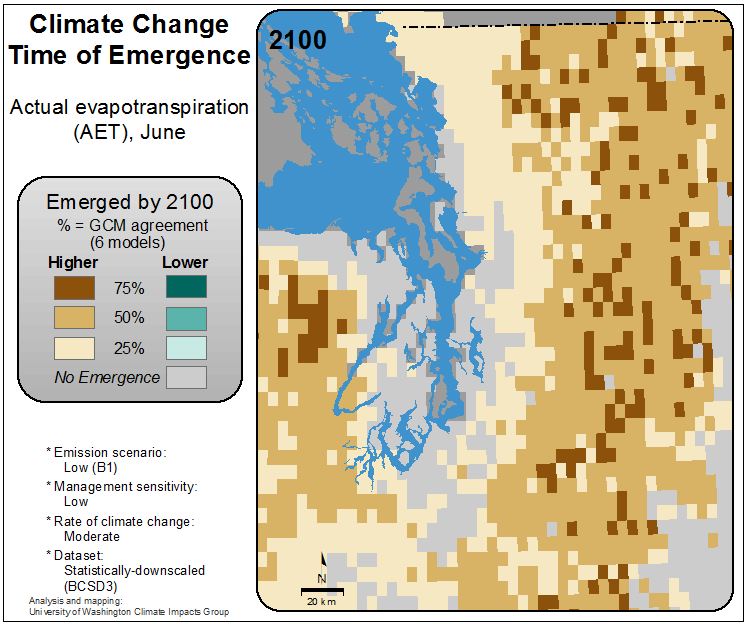 Climate Change
Time of Emergence
Actual evapotranspiration
(AET), June
Emerged by 2100
% = GCM agreement
(6 models)
Higher Lower
75%
50%
25%
No Emergence
* Emission scenario:
Low (B1)
* Management sensitivity:
Low
* Rate of climate change:
Moderate
* Dataset:
Statistically-downscaled
(BCSD3)
Analysis and mapping:
University of Washington Climate Impacts Group
2100
N
20 km